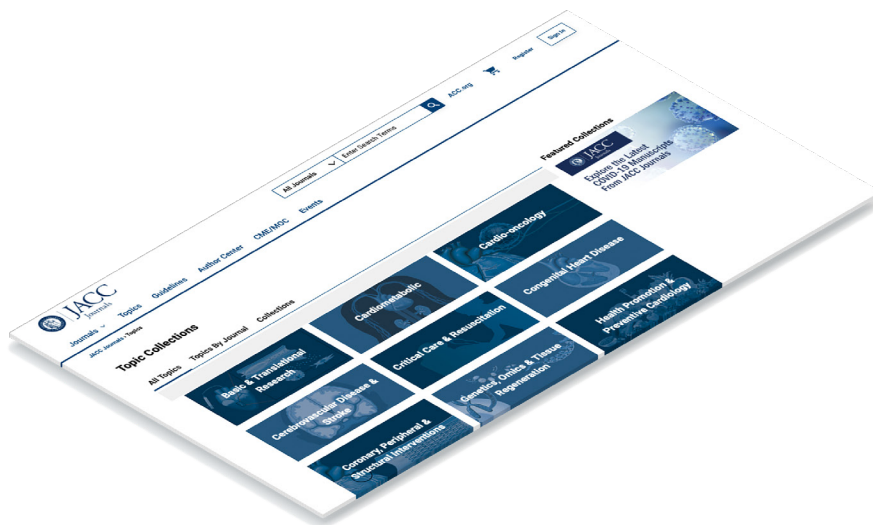 Sign In
Register
ACC.org
All Journals
Enter Search Terms
JACC
Journals
Journals
Topics
Guidelines
Author Center
CME/MOC
Events
JACC Journals › Topics
Topic Collections
All Topics
Topics By Journal
Collections
Featured Collections
JACC
Journals
Explore the Latest
COVID-19 Manuscripts
From JACC Journals
Basic & Translational
Research
Cardiometabolic
Cardio-oncology
Cerebrovascular Disease &
Stroke
Critical Care & Resuscitation
Congenital Heart Disease
Coronary, Peripheral &
Structural Interventions
Genetics, Omics & Tissue
Regeneration
Health Promotion &
Preventive Cardiology